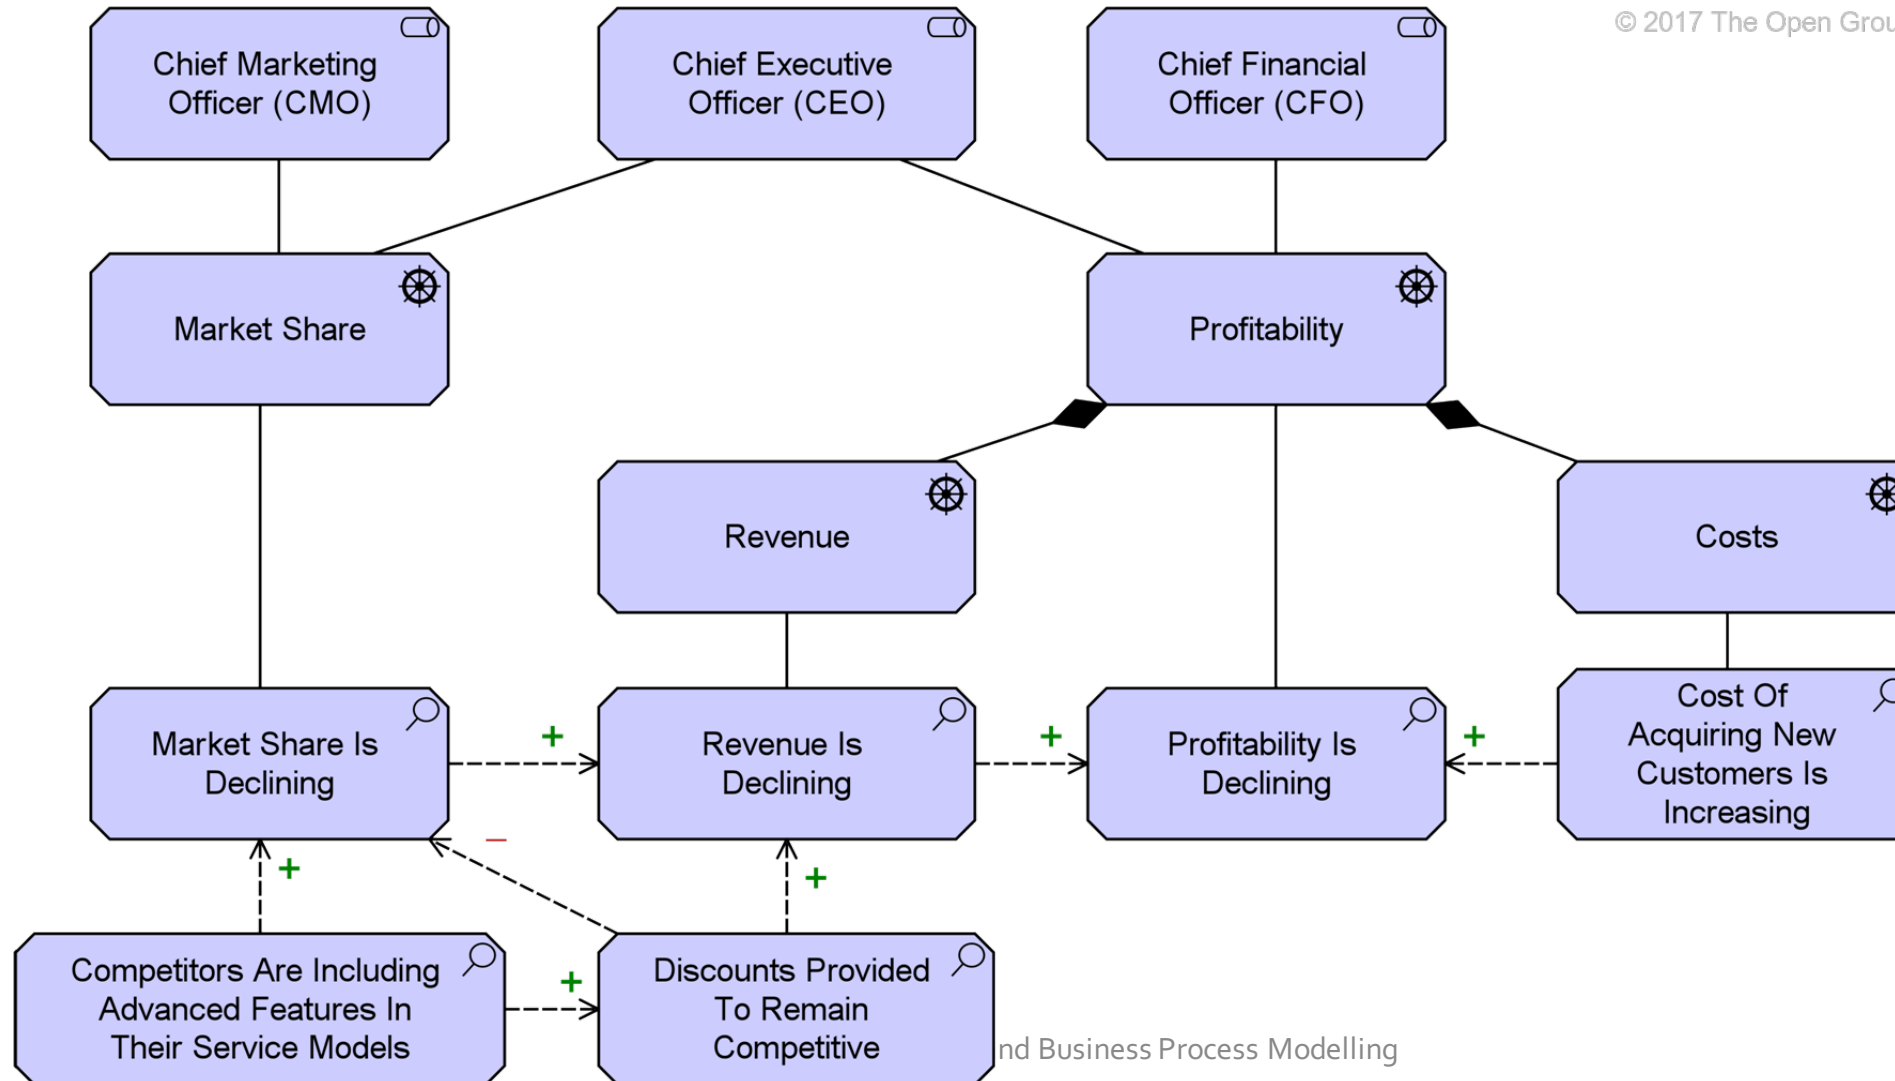 © 2017 The Open Grou
Chief Marketing
Officer (CMO)
Chief Executive
Officer (CEO)
Chief Financial
Officer (CFO)
Market Share
Profitability
Revenue
Costs
Market Share Is
Declining
+
Revenue Is
Declining
+
Profitability Is
Declining
+
Cost Of
Acquiring New
Customers Is
Increasing
+
–
+
Competitors Are Including
Advanced Features In
Their Service Models
+
Discounts Provided
To Remain
Competitive
nd Business Process Modelling